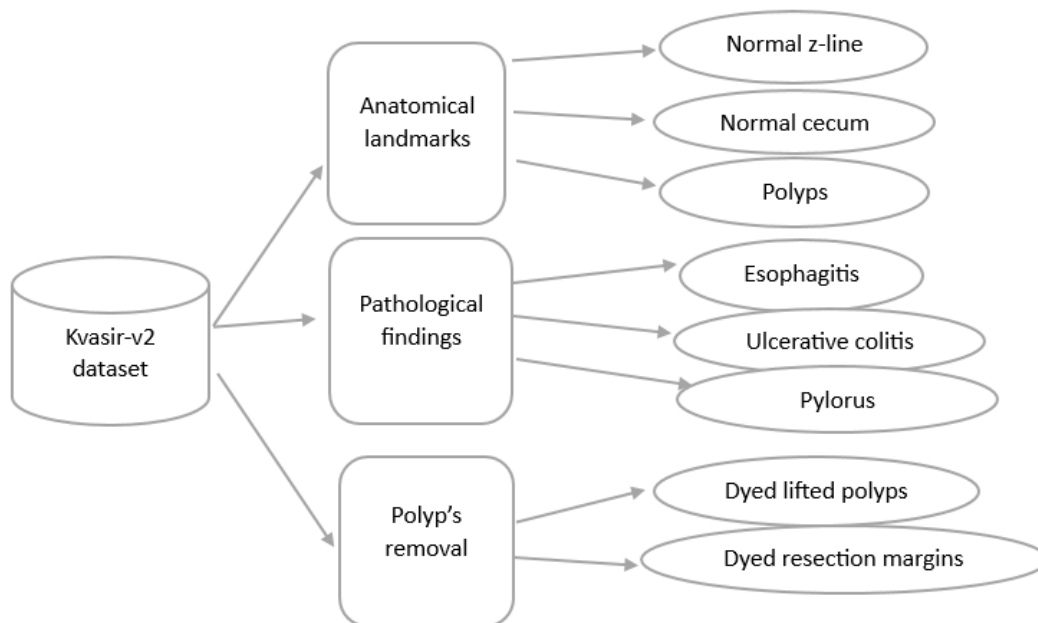 Kvasir-v2
dataset
Anatomical
landmarks
Normal z-line
Normal cecum
Polyps
Pathological
findings
Esophagitis
Ulcerative colitis
Pylorus
Polyp’s
removal
Dyed lifted polyps
Dyed resection margins